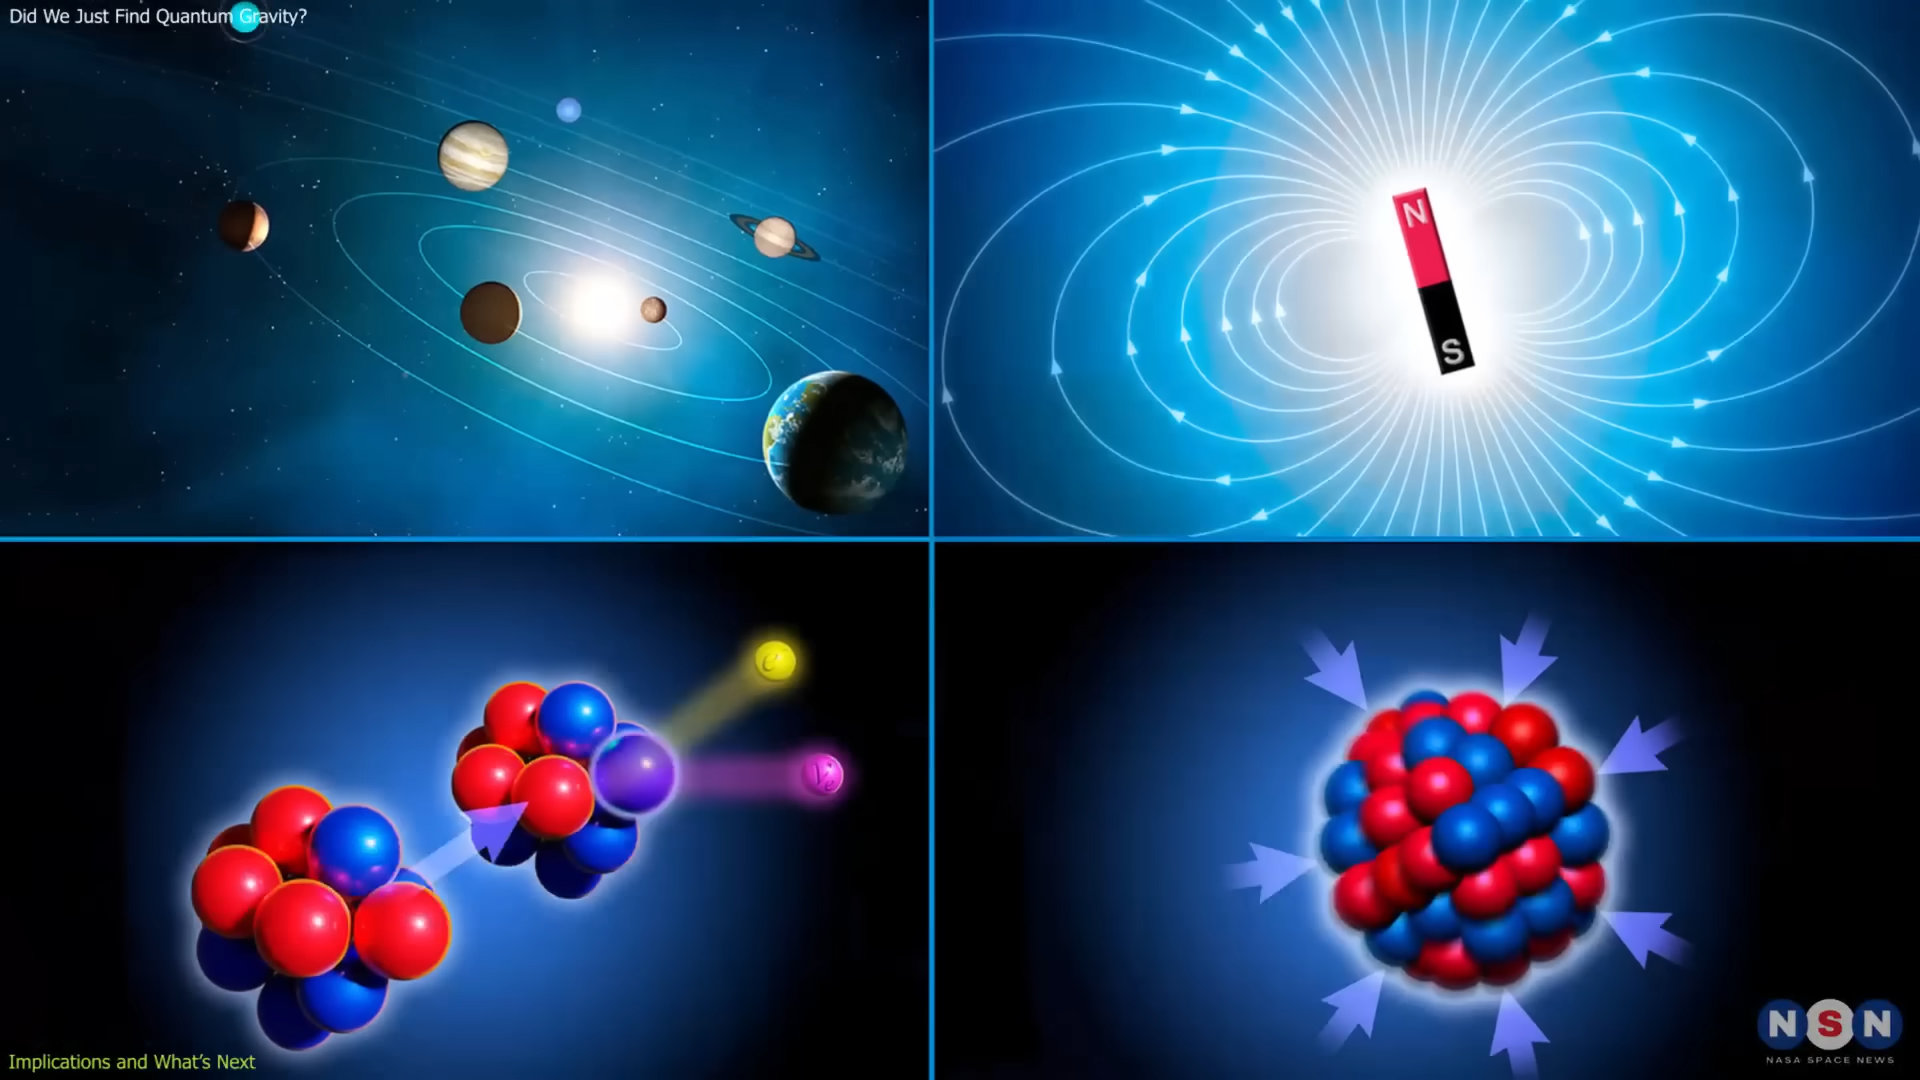 Did We Just Find Quantum Gravity?
N
S
e⁻
Implications and What's Next
NSN
NASA SPACE NEWS